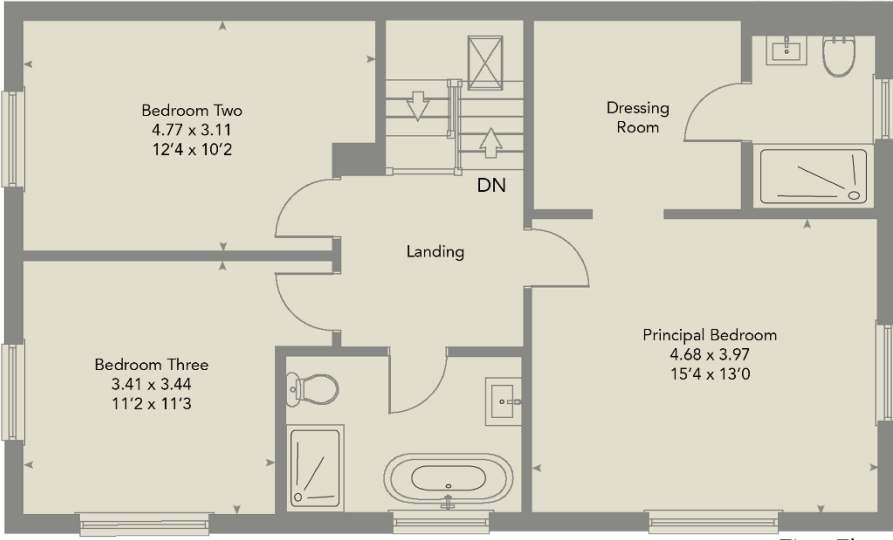 Bedroom Two
4.77 x 3.11
12'4 x 10'2
Dressing
Room
DN
Landing
Principal Bedroom
4.68 x 3.97
15'4 x 13'0
Bedroom Three
3.41 x 3.44
11'2 x 11'3